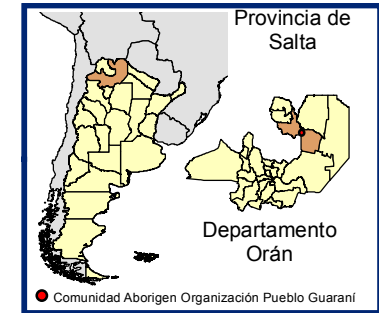 Provincia de
Salta
Departamento
Orán
Comunidad Aborigen Organización Pueblo Guaraní